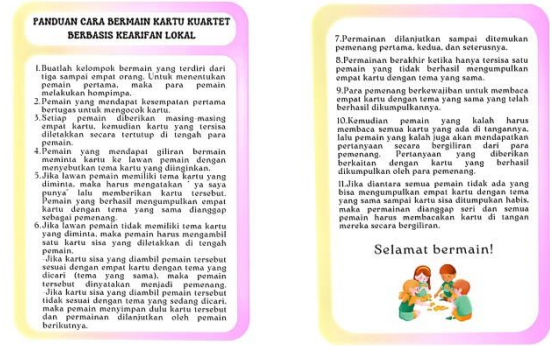 PANDUAN CARA BERMAIN KARTU KUARTET
BERBASIS KEARIFAN LOKAL
1.Buatlah kelompok bermain yang terdiri dari
tiga sampai empat orang. Untuk menentukan
pemain pertama, maka para pemain
melakukan hompimpa.
2.Pemain yang mendapat kesempatan pertama
bertugas untuk mengocok kartu.
3.Setiap pemain diberikan masing-masing
empat kartu, kemudian kartu yang tersisa
diletakkan secara tertutup di tengah para
pemain.
4.Pemain yang mendapat giliran bermain
meminta kartu ke lawan pemain dengan
menyebutkan tema kartu yang diinginkan.
5.Jika lawan pemain memiliki tema kartu yang
diminta, maka harus mengatakan " ya saya
punya" lalu memberikan kartu tersebut.
Pemain yang berhasil mengumpulkan empat
kartu dengan tema yang sama dianggap
sebagai pemenang.
6.Jika lawan pemain tidak memiliki tema kartu
yang diminta, maka pemain harus mengambil
satu kartu sisa yang diletakkan di tengah
pemain.
-Jika kartu sisa yang diambil pemain tersebut
sesuai dengan empat kartu dengan tema yang
dicari (tema yang sama), maka pemain
tersebut dinyatakan menjadi pemenang.
-Jika kartu sisa yang diambil pemain tersebut
tidak sesuai dengan tema yang sedang dicari,
maka pemain menyimpan dulu kartu tersebut
dan permainan dilanjutkan oleh pemain
berikutnya.
7.Permainan dilanjutkan sampai ditemukan
pemenang pertama, kedua, dan seterusnya.
8.Permainan berakhir ketika hanya tersisa satu
pemain yang tidak berhasil mengumpulkan
empat kartu dengan tema yang sama.
9.Para pemenang berkewajiban untuk membaca
empat kartu dengan tema yang sama yang telah
berhasil dikumpulkannya.
10.Kemudian pemain yang kalah harus
membaca semua kartu yang ada di tangannya,
lalu pemain yang kalah juga akan mendapatkan
pertanyaan secara bergiliran dari para
pemenang. Pertanyaan yang diberikan
berkaitan dengan kartu yang berhasil
dikumpulkan oleh para pemenang.
11.Jika diantara semua pemain tidak ada yang
bisa mengumpulkan empat kartu dengan tema
yang sama sampai kartu sisa ditumpukan habis,
maka permainan dianggap seri dan semua
pemain harus membacakan kartu di tangan
mereka secara bergiliran.
Selamat bermain!